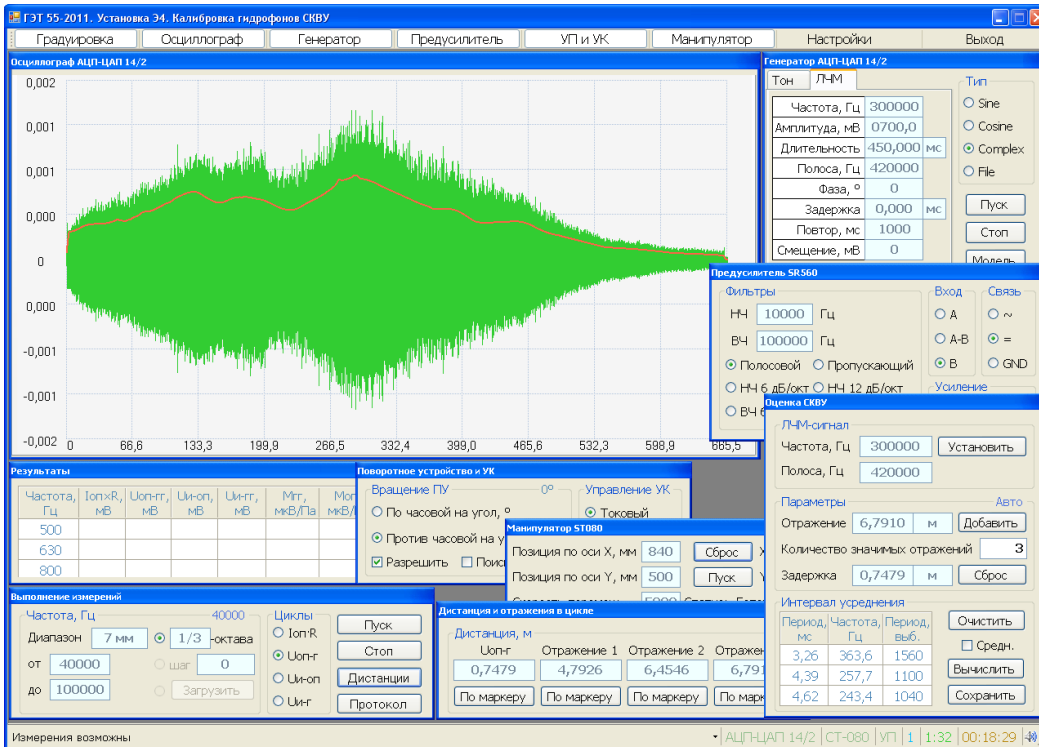 ГЭТ 55-2011. Установка Э4. Калибровка гидрофонов СКВУ
Градуировка Осциллограф Генератор Предусилитель УП и УК Манипулятор Настройки Выход
Осциллограф АЦП-ЦАП 14/2
0,002
0,001
0,001
0,000
0
0,000
-0,001
-0,001
-0,002
0 66,6 133,3 199,9 266,5 332,4 399,0 465,6 532,3 598,9 665,5
Генератор АЦП-ЦАП 14/2
Тон ЛЧМ
Частота, Гц 300000
Амплитуда, мВ 0700,0
Длительность 450,000 мс
Полоса, Гц 420000
Фаза, ° 0
Задержка 0,000 мс
Повтор, мс 1000
Смещение, мВ 0
Тип
Sine
Cosine
Complex
File
Пуск
Стоп
Модель
Предусилитель SR560
Фильтры
НЧ 10000 Гц
ВЧ 100000 Гц
Полосовой Пропускающий
НЧ 6 дБ/окт НЧ 12 дБ/окт
ВЧ 6
Вход
A
A-B
B
Связь
~
=
GND
Усиление
Оценка СКВУ
ЛЧМ-сигнал
Частота, Гц 300000 Установить
Полоса, Гц 420000
Параметры Авто
Отражение 6,7910 м Добавить
Количество значимых отражений 3
Задержка 0,7479 м Сброс
Интервал усреднения
Период, мс Частота, Гц Период, выб.
3,26 363,6 1560
4,39 257,7 1100
4,62 243,4 1040
Очистить
Средн.
Вычислить
Сохранить
Результаты
Частота, Гц Iоп×R, мВ Uоп-гг, мВ Uи-оп, мВ Uи-гг, мВ Mгг, мкВ/Па Mоп мкВ/
500
630
800
Поворотное устройство и УК
Вращение ПУ 0°
По часовой на угол, °
Против часовой на у
Разрешить Поис
Управление УК
Токовый
Манипулятор ST080
Позиция по оси X, мм 840 Сброс X
Позиция по оси Y, мм 500 Пуск
Выполнение измерений
Частота, Гц 40000
Диапазон 7 мм 1/3 -октава
от 40000 шаг 0
до 100000 Загрузить
Циклы
Iоп·R
Uоп-г
Uи-оп
Uи-г
Пуск
Стоп
Дистанции
Протокол
Дистанция и отражения в цикле
Дистанция, м
Uоп-г Отражение 1 Отражение 2 Отраже
0,7479 4,7926 6,4546 6,791
По маркеру По маркеру По маркеру По марк
Измерения возможны
АЦП-ЦАП 14/2 СТ-080 УП 1 1:32 00:18:29